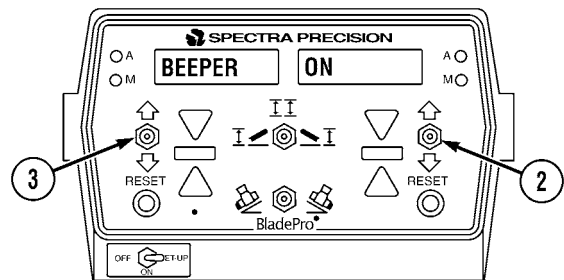 SPECTRA PRECISION
A
M
BEEPER
ON
A
M
3
2
RESET
RESET
BladePro
OFF
SET-UP
ON